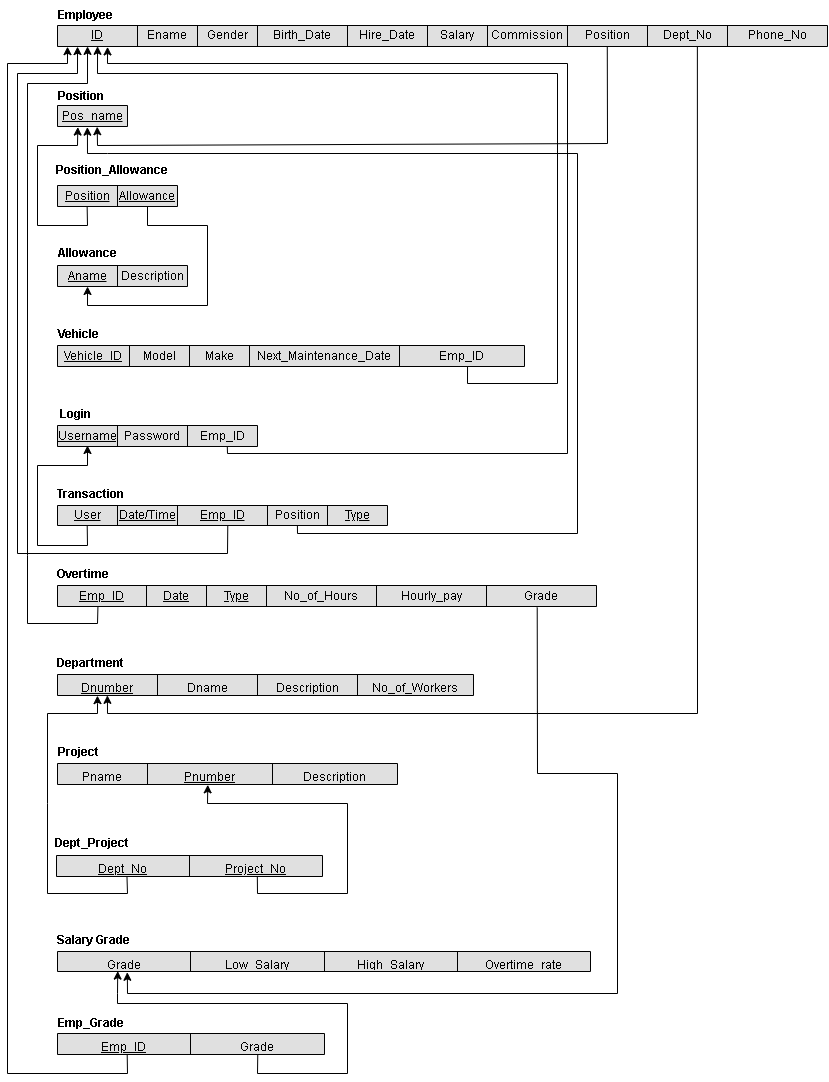 Employee
ID Ename Gender Birth_Date Hire_Date Salary Commission Position Dept_No Phone_No
Position
Pos_name
Position_Allowance
Position Allowance
Allowance
Aname Description
Vehicle
Vehicle_ID Model Make Next_Maintenance_Date Emp_ID
Login
Username Password Emp_ID
Transaction
User Date/Time Emp_ID Position Type
Overtime
Emp_ID Date Type No_of_Hours Hourly_pay Grade
Department
Dnumber Dname Description No_of_Workers
Project
Pname Pnumber Description
Dept_Project
Dept_No Project_No
Salary Grade
Grade Low_Salary High_Salary Overtime_rate
Emp_Grade
Emp_ID Grade